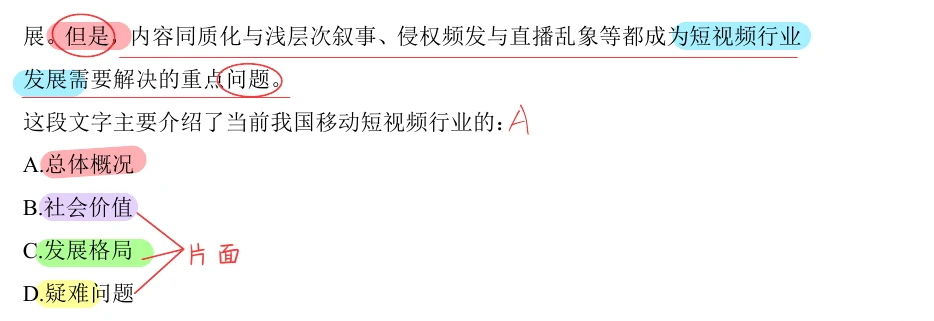 展。但是，内容同质化与浅层次叙事、侵权频发与直播乱象等都成为短视频行业
发展需要解决的重点问题。
这段文字主要介绍了当前我国移动短视频行业的：A
A.总体概况
B.社会价值
C.发展格局
片面
D.疑难问题